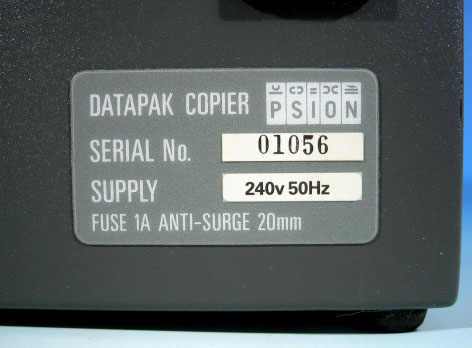 DATAPAK COPIER PSION
SERIAL No. 01056
SUPPLY 240v 50Hz
FUSE 1A ANTI-SURGE 20mm